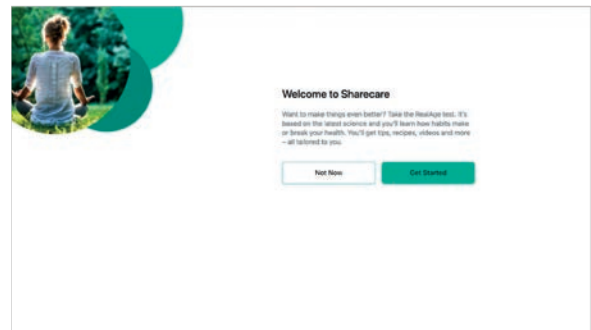 Welcome to Sharecare
Want to make things even better? Take the RealAge test. It's
based on the latest science and you'll learn how habits make
or break your health. You'll get tips, recipes, videos and more
– all tailored to you.
Not Now
Get Started